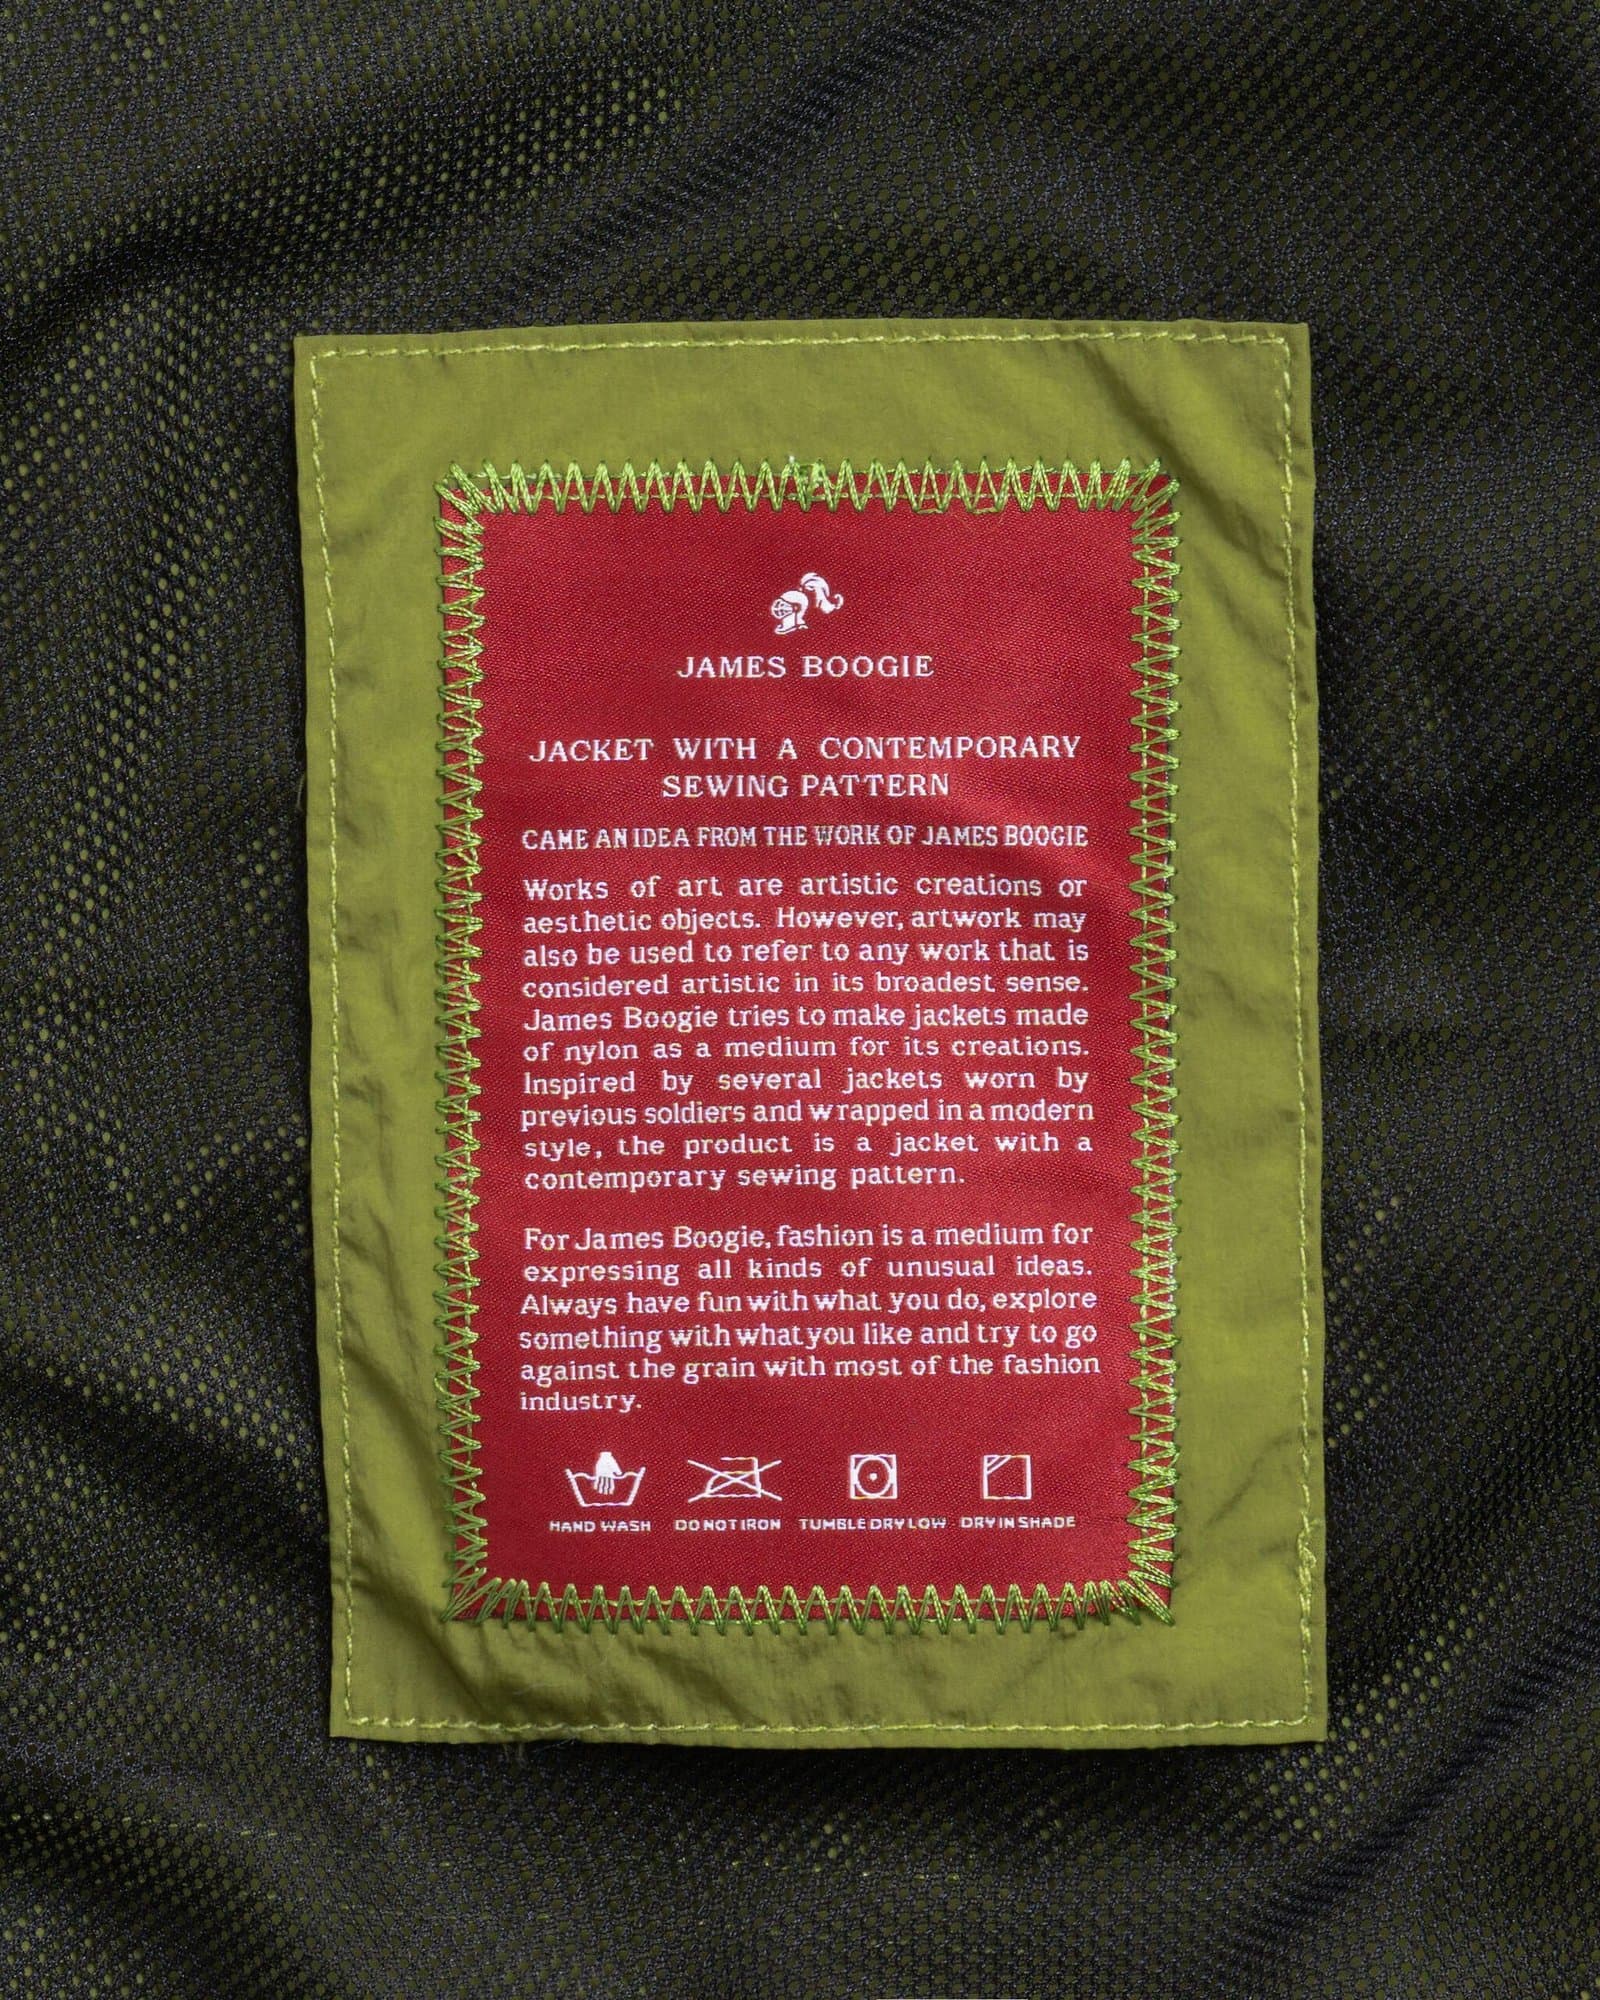 JAMES BOOGIE
JACKET WITH A CONTEMPORARY
SEWING PATTERN
CAME AN IDEA FROM THE WORK OF JAMES BOOGIE
Works of art are artistic creations or
aesthetic objects. However, artwork may
also be used to refer to any work that is
considered artistic in its broadest sense.
James Boogie tries to make jackets made
of nylon as a medium for its creations.
Inspired by several jackets worn by
previous soldiers and wrapped in a modern
style, the product is a jacket with a
contemporary sewing pattern.
For James Boogie, fashion is a medium for
expressing all kinds of unusual ideas.
Always have fun with what you do, explore
something with what you like and try to go
against the grain with most of the fashion
industry.
HAND WASH DO NOT IRON TUMBLE DRY LOW DRY IN SHADE